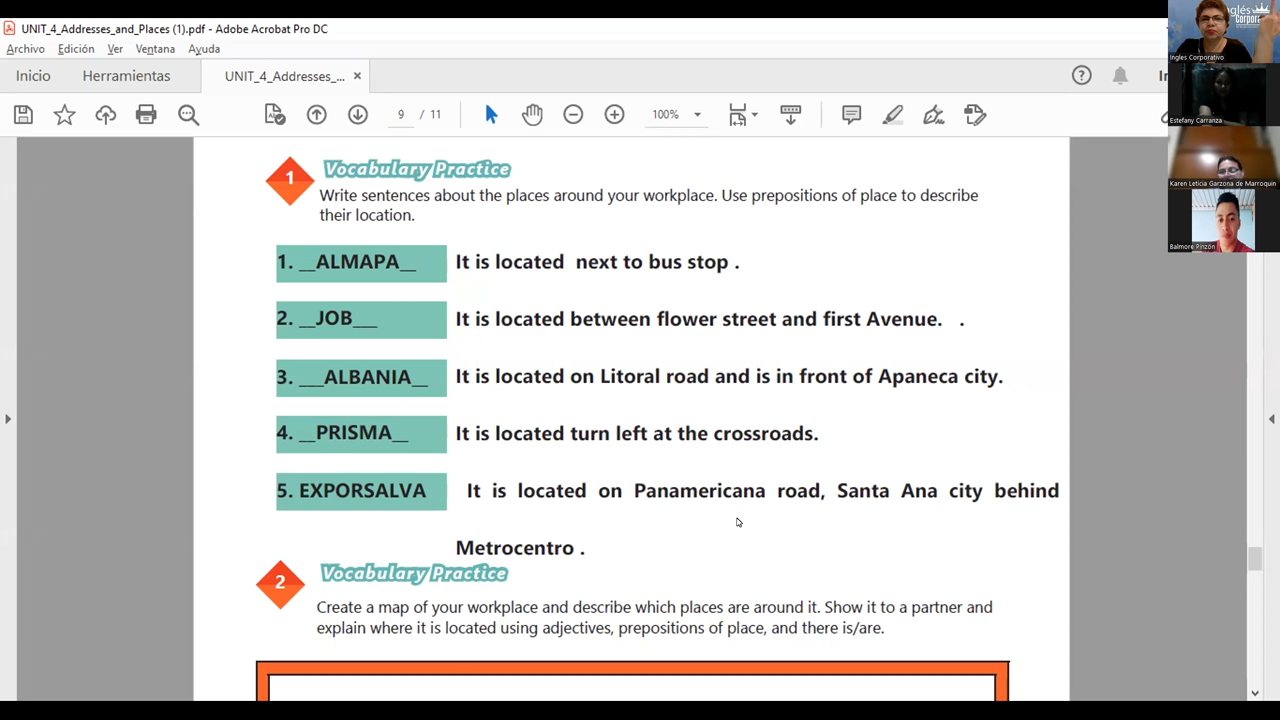 UNIT_4_Addresses_and_Places (1).pdf - Adobe Acrobat Pro DC
Archivo Edición Ver Ventana Ayuda
Inicio Herramientas UNIT_4_Addresses_... ×
9 / 11 100%
Inglés
Corporativo
Ingles Corporativo
Estefany Carranza
Karen Leticia Garzona de Marroquin
Balmore Pinzón
1 Vocabulary Practice
Write sentences about the places around your workplace. Use prepositions of place to describe
their location.
1. __ALMAPA__ It is located next to bus stop .
2. __JOB___ It is located between flower street and first Avenue. .
3. ___ALBANIA__ It is located on Litoral road and is in front of Apaneca city.
4. __PRISMA__ It is located turn left at the crossroads.
5. EXPORSALVA It is located on Panamericana road, Santa Ana city behind
Metrocentro .
2 Vocabulary Practice
Create a map of your workplace and describe which places are around it. Show it to a partner and
explain where it is located using adjectives, prepositions of place, and there is/are.